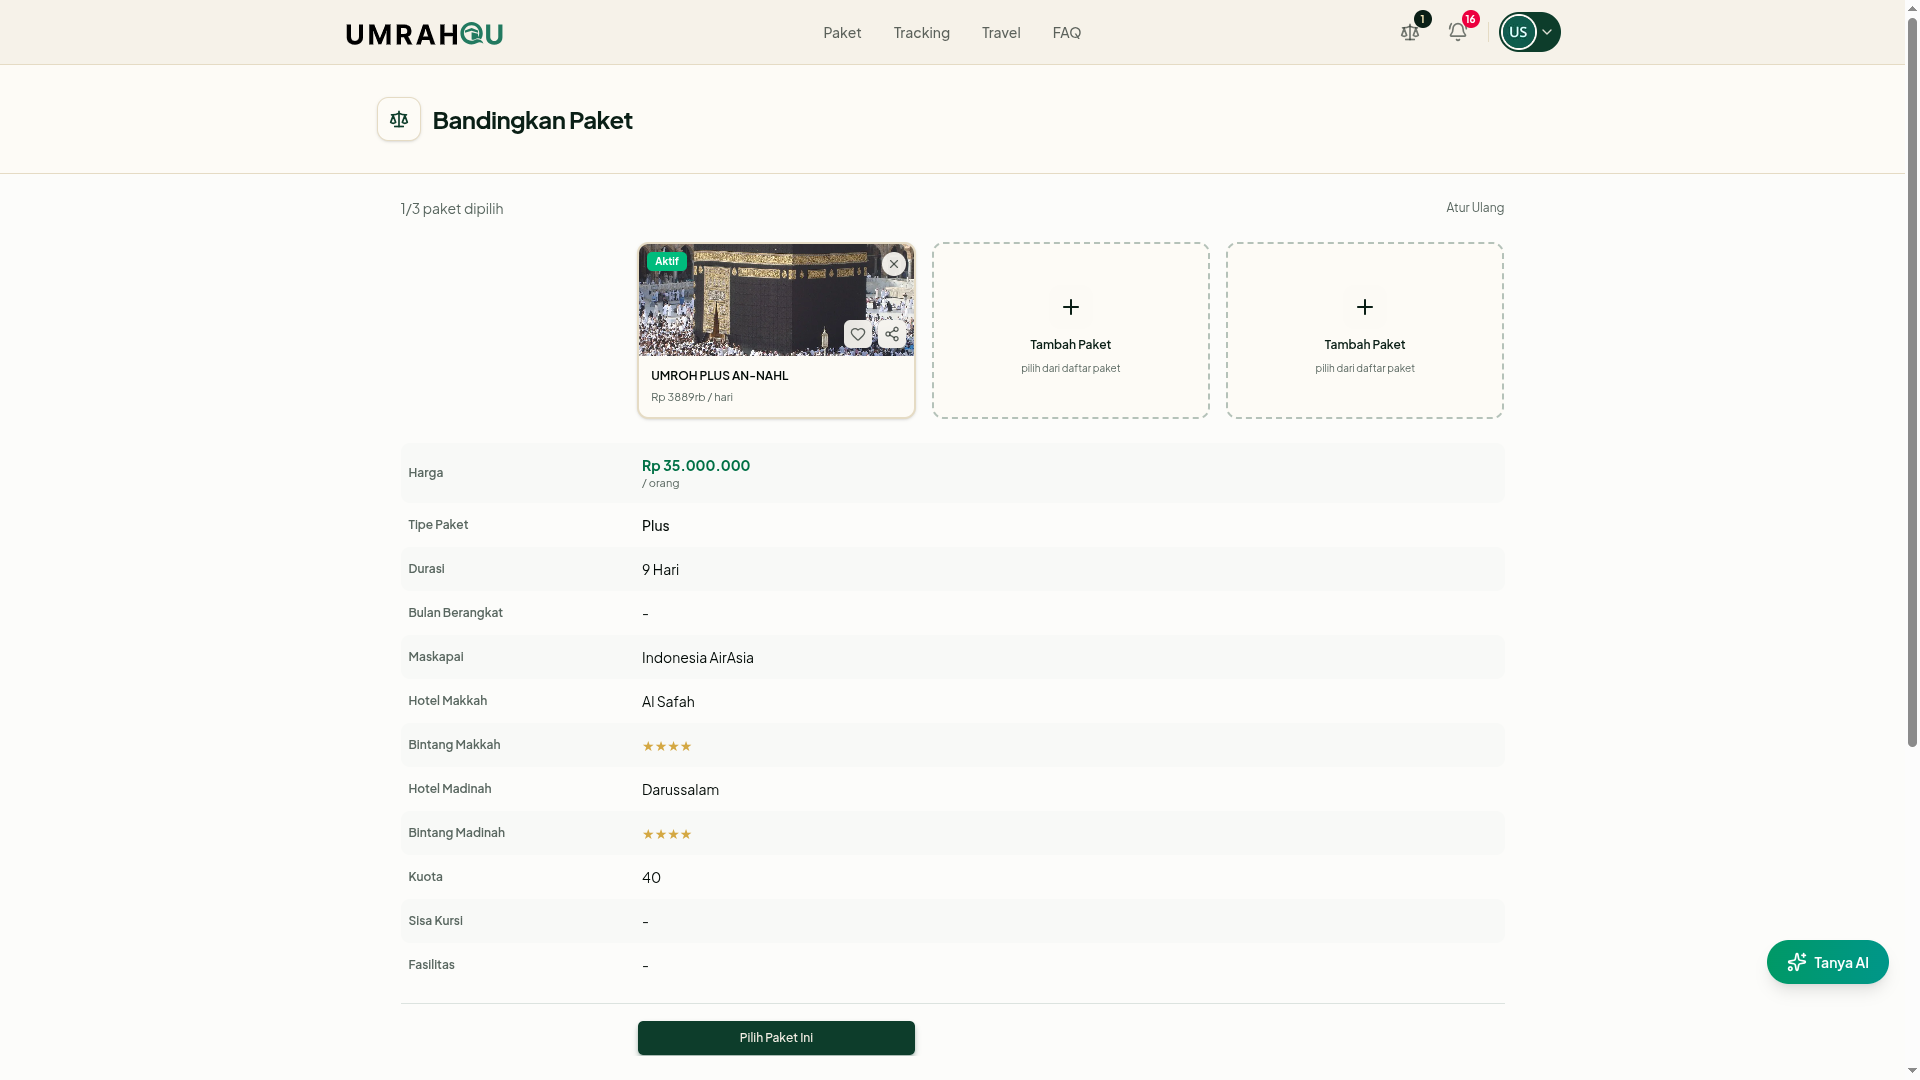 UMRAHQU
Paket
Tracking
Travel
FAQ
1
16
US
Bandingkan Paket
1/3 paket dipilih
Atur Ulang
Aktif
UMROH PLUS AN-NAHL
Rp 3889rb / hari
Tambah Paket
pilih dari daftar paket
Tambah Paket
pilih dari daftar paket
Harga
Rp 35.000.000
/ orang
Tipe Paket
Plus
Durasi
9 Hari
Bulan Berangkat
-
Maskapai
Indonesia AirAsia
Hotel Makkah
Al Safah
Bintang Makkah
★★★★
Hotel Madinah
Darussalam
Bintang Madinah
★★★★
Kuota
40
Sisa Kursi
-
Fasilitas
-
Tanya AI
Pilih Paket Ini